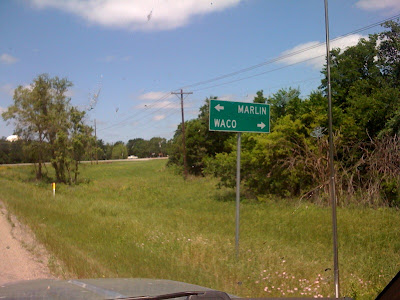 ← MARLIN
WACO →